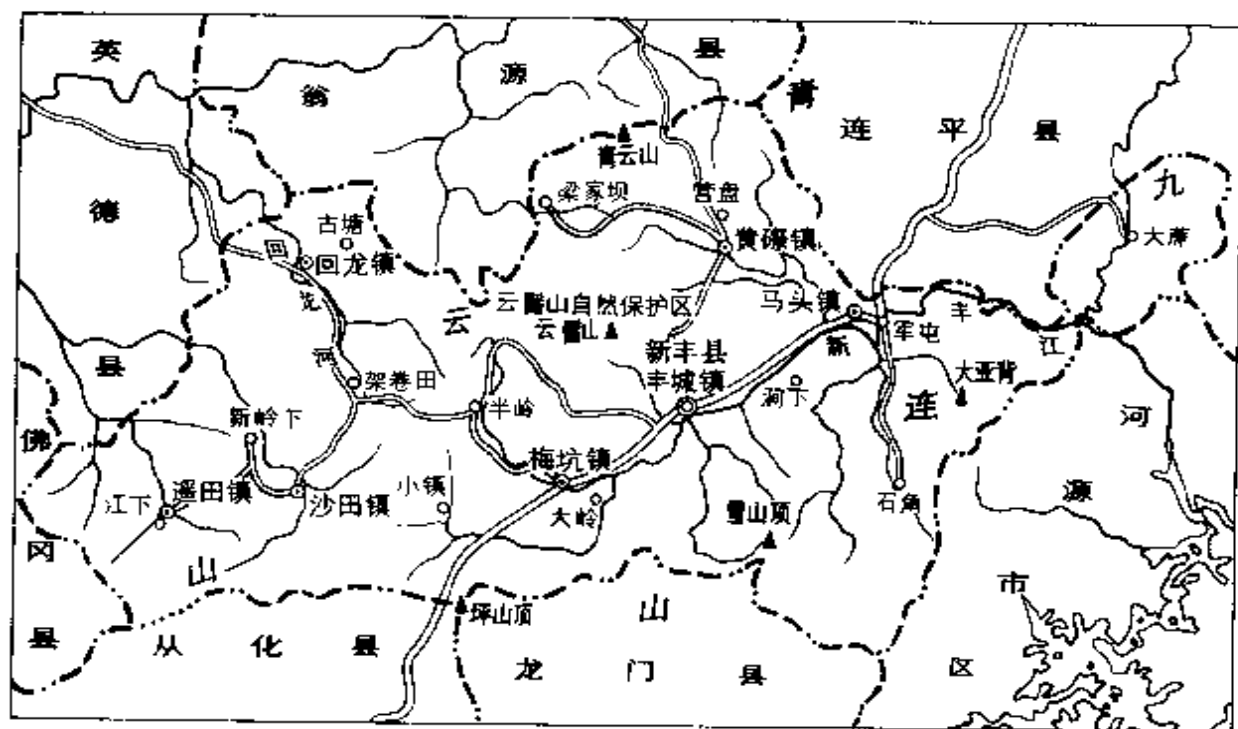 英
翁
源
县
青
连平县
九
德
青云山
梁家坝
营盘
古塘
黄磜镇
大席
回
回龙镇
龙
云髻山自然保护区
马头镇
云
云髻山
军屯
丰
江
新丰县
丰城镇
新
大亚背
县
河
架卷田
涧下
连
河
半岭
新岭下
佛
梅坑镇
遥田镇
沙田镇
小镇
大岭
雪山顶
石角
源
江下
冈
山
市
坪山顶
山
县
从化县
龙门县
区